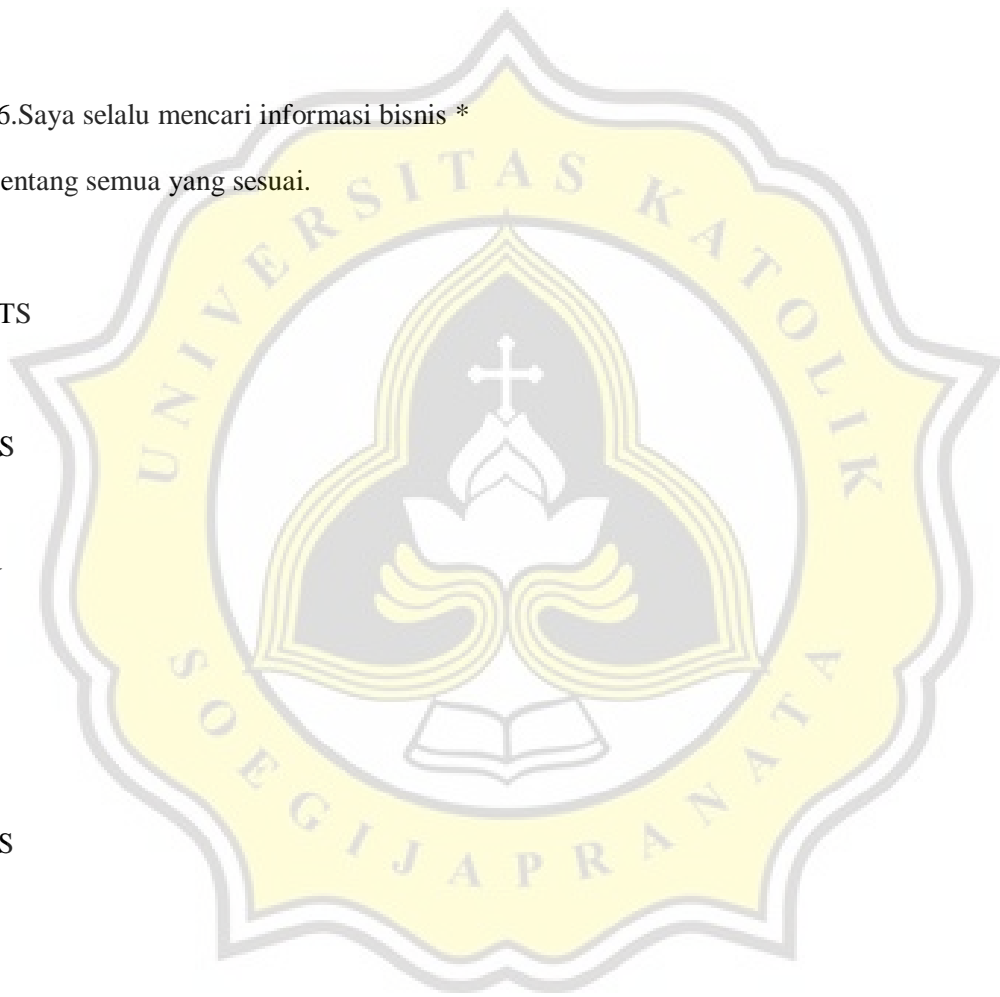 6.Saya selalu mencari informasi bisnis *
entang semua yang sesuai.
TS
S
S
UNIVERSITAS KATOLIK
SOEGIJAPRANATA